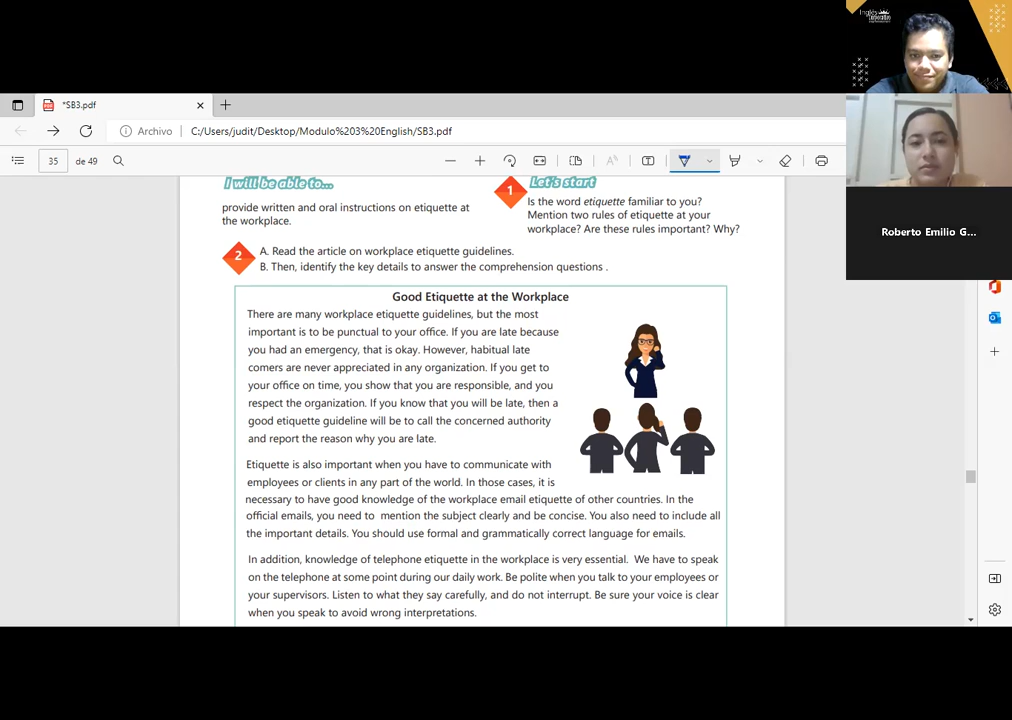 Inglés
*SB3.pdf
Archivo
C:/Users/judit/Desktop/Modulo%203%20English/SB3.pdf
35
de 49
Roberto Emilio G...
I will be able to...
provide written and oral instructions on etiquette at
the workplace.
1
Let's start
Is the word etiquette familiar to you?
Mention two rules of etiquette at your
workplace? Are these rules important? Why?
2
A. Read the article on workplace etiquette guidelines.
B. Then, identify the key details to answer the comprehension questions .
Good Etiquette at the Workplace
There are many workplace etiquette guidelines, but the most
important is to be punctual to your office. If you are late because
you had an emergency, that is okay. However, habitual late
comers are never appreciated in any organization. If you get to
your office on time, you show that you are responsible, and you
respect the organization. If you know that you will be late, then a
good etiquette guideline will be to call the concerned authority
and report the reason why you are late.
Etiquette is also important when you have to communicate with
employees or clients in any part of the world. In those cases, it is
necessary to have good knowledge of the workplace email etiquette of other countries. In the
official emails, you need to mention the subject clearly and be concise. You also need to include all
the important details. You should use formal and grammatically correct language for emails.
In addition, knowledge of telephone etiquette in the workplace is very essential. We have to speak
on the telephone at some point during our daily work. Be polite when you talk to your employees or
your supervisors. Listen to what they say carefully, and do not interrupt. Be sure your voice is clear
when you speak to avoid wrong interpretations.